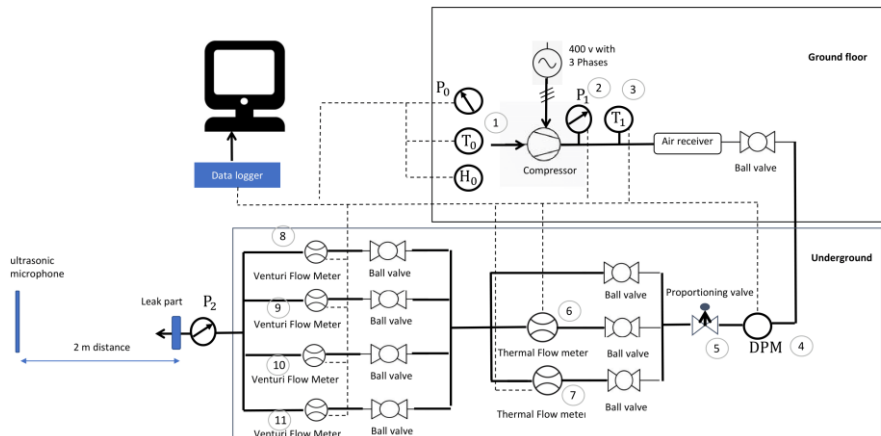 400 v with
3 Phases
Ground floor
P0
1
2
P1
3
T1
T0
H0
Compressor
Air receiver
Ball valve
Data logger
Underground
ultrasonic
microphone
Leak part
P2
2 m distance
8
Venturi Flow Meter
Ball valve
9
Venturi Flow Meter
Ball valve
10
Venturi Flow Meter
Ball valve
11
Venturi Flow Meter
Ball valve
Ball valve
6
Thermal Flow meter
Ball valve
7
Thermal Flow meter
Ball valve
Proportioning valve
5
DPM
4